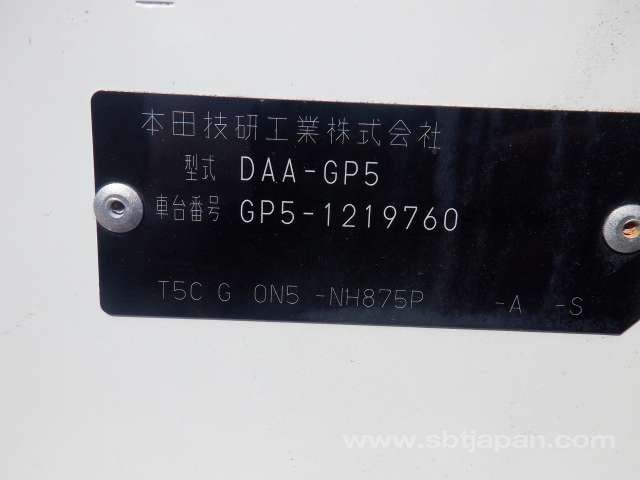 本田技研工業株式会社
型式 DAA-GP5
車台番号 GP5-1219760
T5C G 0N5 -NH875P -A -S
www.sbtjapan.com